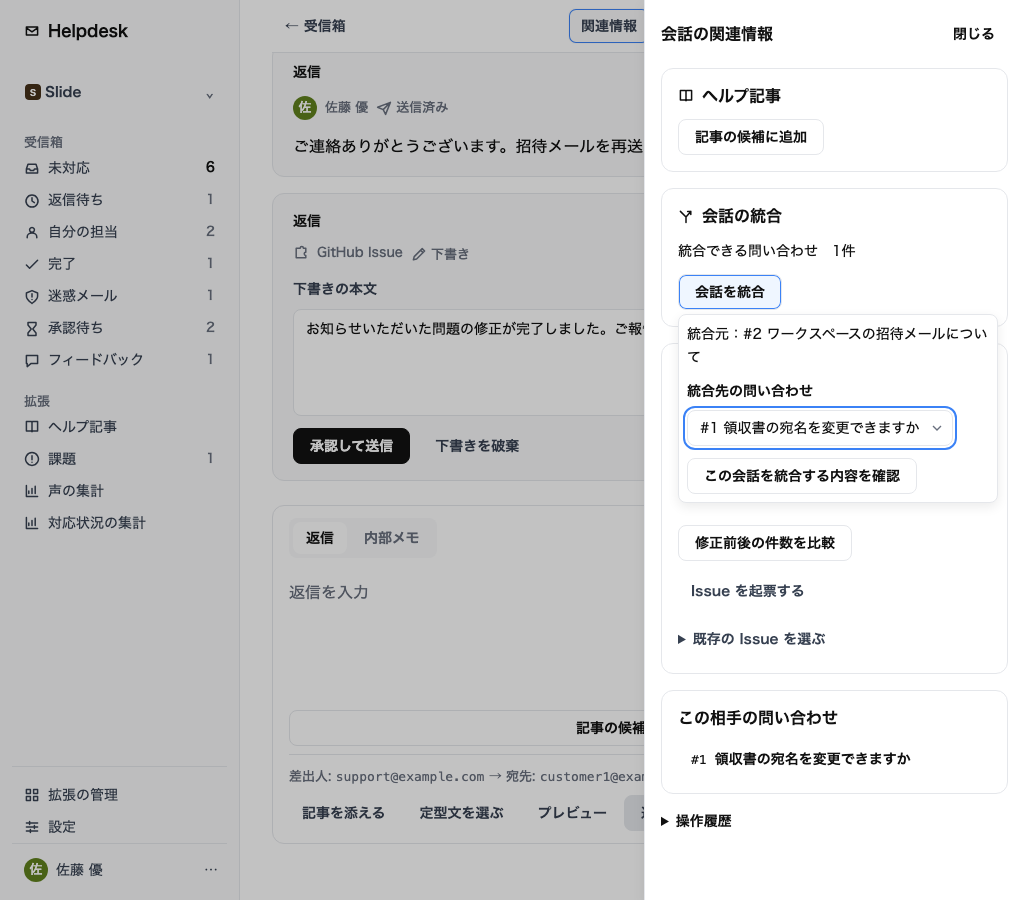 Helpdesk
S Slide
受信箱
未対応 6
返信待ち 1
自分の担当 2
完了 1
迷惑メール 1
承認待ち 2
フィードバック 1
拡張
ヘルプ記事
課題 1
声の集計
対応状況の集計
拡張の管理
設定
佐 佐藤 優 …
← 受信箱
関連情報
返信
佐 佐藤 優 送信済み
ご連絡ありがとうございます。招待メールを再送
返信
GitHub Issue 下書き
下書きの本文
お知らせいただいた問題の修正が完了しました。ご報
承認して送信 下書きを破棄
返信 内部メモ
返信を入力
記事の候補
差出人: support@example.com → 宛先: customer1@exam
記事を添える 定型文を選ぶ プレビュー
会話の関連情報 閉じる
ヘルプ記事
記事の候補に追加
会話の統合
統合できる問い合わせ 1件
会話を統合
統合元：#2 ワークスペースの招待メールについ
て
統合先の問い合わせ
#1 領収書の宛名を変更できますか
この会話を統合する内容を確認
修正前後の件数を比較
Issue を起票する
▶ 既存の Issue を選ぶ
この相手の問い合わせ
#1 領収書の宛名を変更できますか
▶ 操作履歴